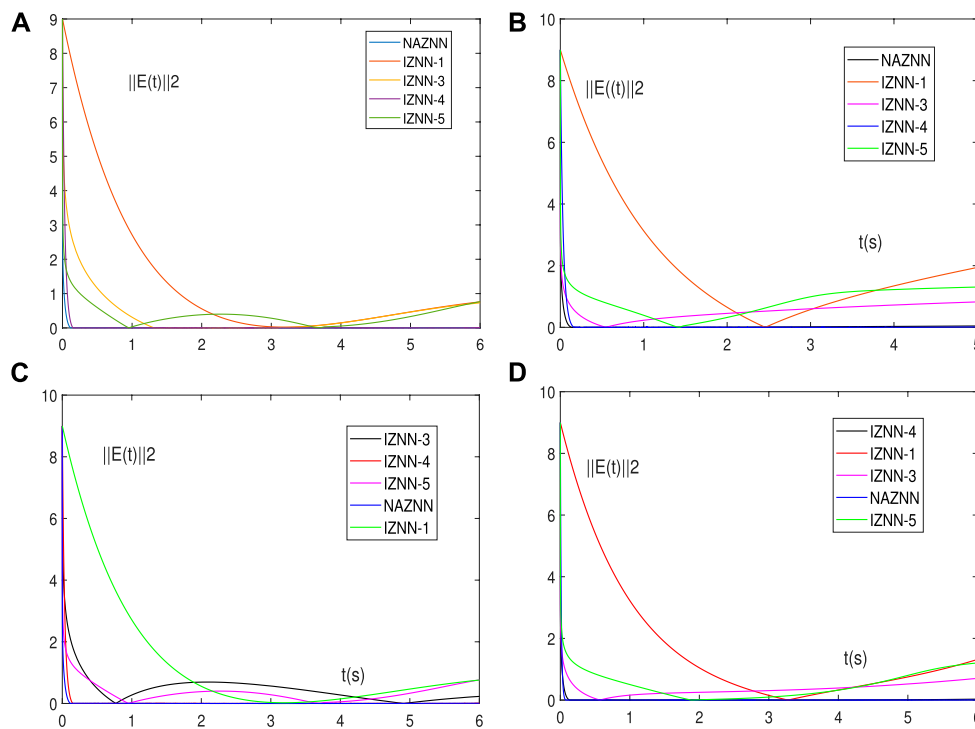 A
9
8
7
6
5
4
3
2
1
0
||E(t)||2
NAZNN
IZNN-1
IZNN-3
IZNN-4
IZNN-5
0 1 2 3 4 5 6
B
10
8
6
4
2
0
||E((t)||2
NAZNN
IZNN-1
IZNN-3
IZNN-4
IZNN-5
t(s)
0 1 2 3 4 5
C
10
8
6
4
2
0
||E(t)||2
IZNN-3
IZNN-4
IZNN-5
NAZNN
IZNN-1
t(s)
0 1 2 3 4 5 6
D
10
8
6
4
2
0
||E(t)||2
IZNN-4
IZNN-1
IZNN-3
NAZNN
IZNN-5
t(s)
0 1 2 3 4 5 6